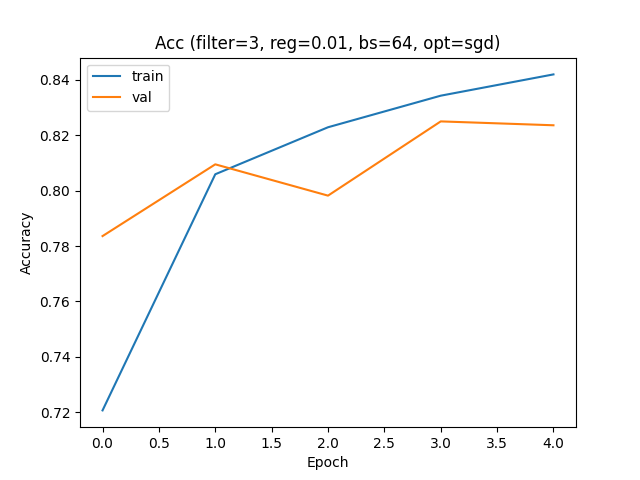 Acc (filter=3, reg=0.01, bs=64, opt=sgd)
train
val
Accuracy
0.84
0.82
0.80
0.78
0.76
0.74
0.72
0.0 0.5 1.0 1.5 2.0 2.5 3.0 3.5 4.0
Epoch